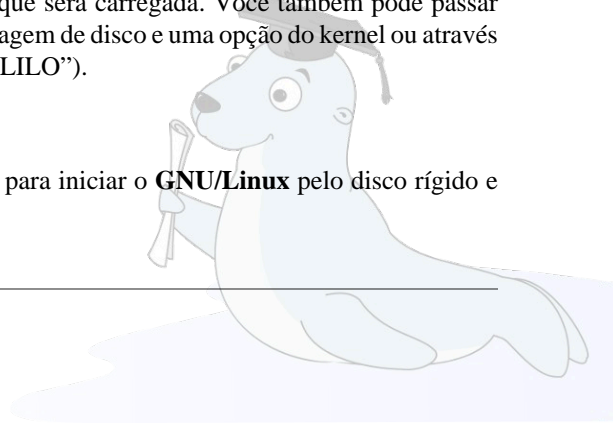 que será carregada. Você também pode passar
agem de disco e uma opção do kernel ou através
LILO”).
para iniciar o GNU/Linux pelo disco rígido e